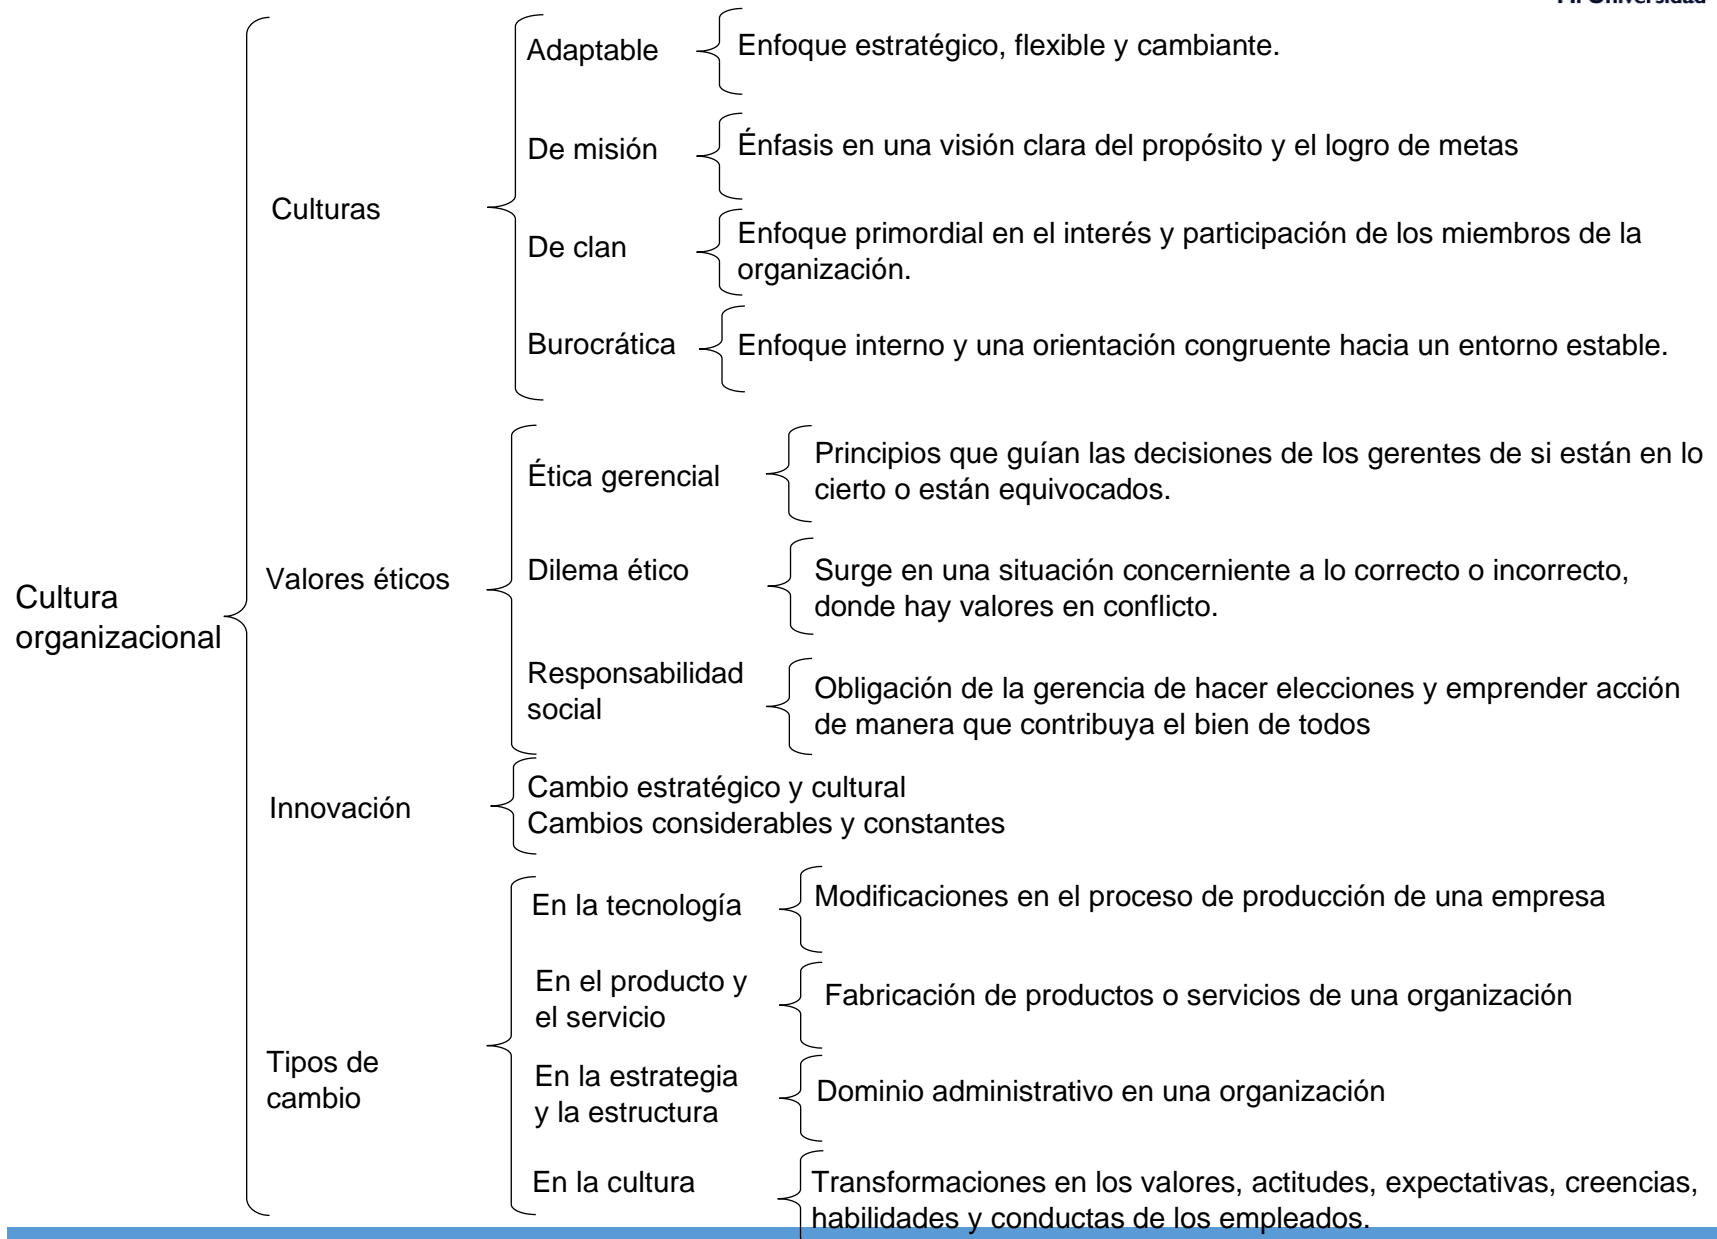 Mi Universidad
Adaptable
Enfoque estratégico, flexible y cambiante.
De misión
Énfasis en una visión clara del propósito y el logro de metas
Culturas
De clan
Enfoque primordial en el interés y participación de los miembros de la
organización.
Burocrática
Enfoque interno y una orientación congruente hacia un entorno estable.
Ética gerencial
Principios que guían las decisiones de los gerentes de si están en lo
cierto o están equivocados.
Cultura
organizacional
Valores éticos
Dilema ético
Surge en una situación concerniente a lo correcto o incorrecto,
donde hay valores en conflicto.
Responsabilidad
social
Obligación de la gerencia de hacer elecciones y emprender acción
de manera que contribuya el bien de todos
Innovación
Cambio estratégico y cultural
Cambios considerables y constantes
Tipos de
cambio
En la tecnología
Modificaciones en el proceso de producción de una empresa
En el producto y
el servicio
Fabricación de productos o servicios de una organización
En la estrategia
y la estructura
Dominio administrativo en una organización
En la cultura
Transformaciones en los valores, actitudes, expectativas, creencias,
habilidades y conductas de los empleados.